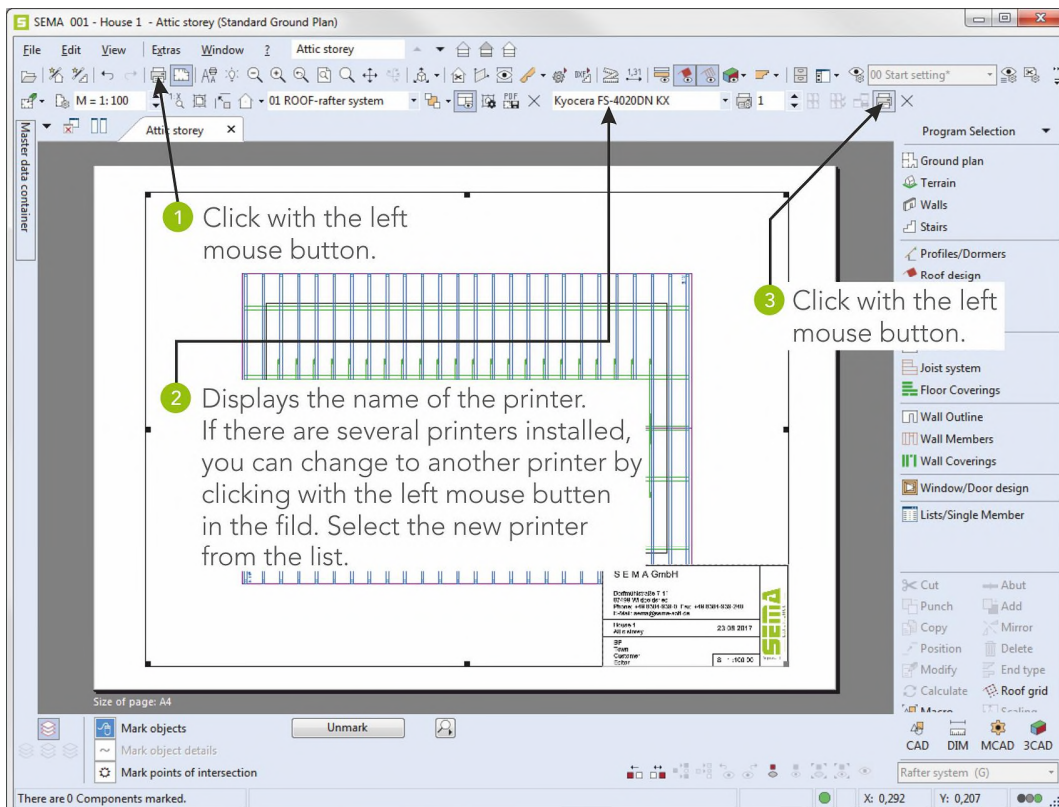 SEMA 001 - House 1 - Attic storey (Standard Ground Plan)
File Edit View Extras Window ? Attic storey
00 Start setting*
M = 1: 100 01 ROOF-rafter system PDF Kyocera FS-4020DN KX 1
Master data container
Attic storey
Program Selection
Ground plan
Terrain
Walls
Stairs
Profiles/Dormers
Roof design
Joist system
Floor Coverings
Wall Outline
Wall Members
Wall Coverings
Window/Door design
Lists/Single Member
1 Click with the left
mouse button.
2 Displays the name of the printer.
If there are several printers installed,
you can change to another printer by
clicking with the left mouse butten
in the fild. Select the new printer
from the list.
3 Click with the left
mouse button.
S E M A GmbH
House 1
Attic storey
23 08 2017
BP
Town
Customer
Editor
SEMA
Cut Abut
Punch Add
Copy Mirror
Position Delete
Modify End type
Calculate Roof grid
Macro Scaling
Size of page: A4
Mark objects Unmark
Mark object details
Mark points of intersection
CAD DIM MCAD 3CAD
Rafter system (G)
There are 0 Components marked. X: 0,292 Y: 0,207